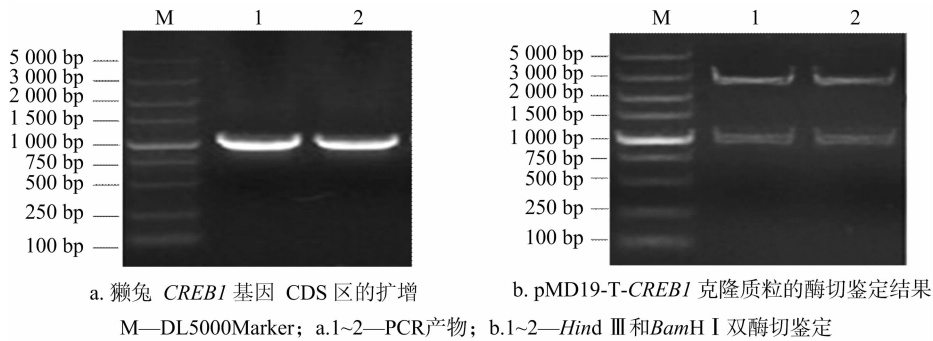 M 1 2
5 000 bp
3 000 bp
2 000 bp
1 500 bp
1 000 bp
750 bp
500 bp
250 bp
100 bp
a. 獭兔 CREB1 基因 CDS 区的扩增
M 1 2
5 000 bp
3 000 bp
2 000 bp
1 500 bp
1 000 bp
750 bp
500 bp
250 bp
100 bp
b. pMD19-T-CREB1 克隆质粒的酶切鉴定结果
M—DL5000Marker；a.1~2—PCR产物；b.1~2—Hind Ⅲ和BamH Ⅰ双酶切鉴定